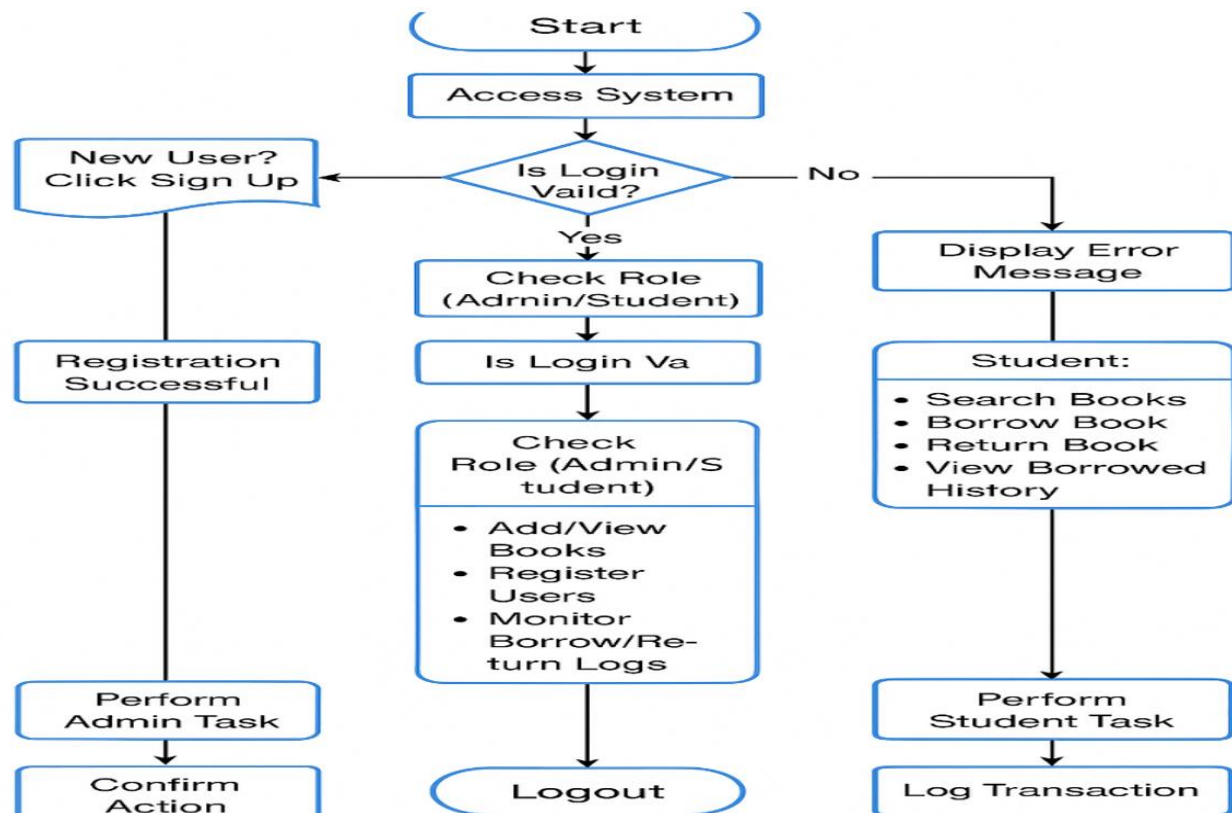 Start
Access System
New User?
Click Sign Up
Is Login
Vaild?
No
Yes
Display Error
Message
Check Role
(Adrnin/Student)
Registration
Successful
Is Login Va
Student:
• Search Books
• Borrow Book
• Return Book
• View Borrowed
History
Check
Role (Admin/S
tudent)
• Add/View
Books
• Register
Users
• Monitor
Borrow/Re-
turn Logs
Perform
Admin Task
Perform
Student Task
Confirm
Action
Logout
Log Transaction